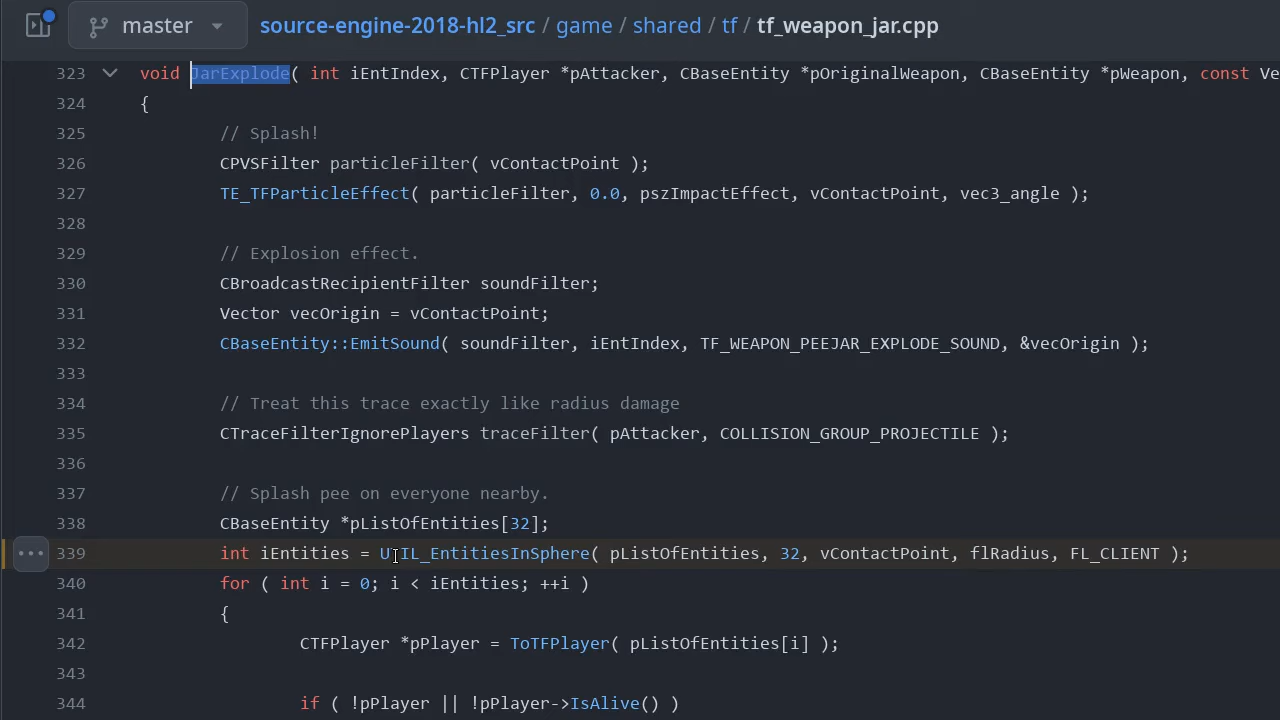 master source-engine-2018-hl2_src / game / shared / tf / tf_weapon_jar.cpp
323 void JarExplode( int iEntIndex, CTFPlayer *pAttacker, CBaseEntity *pOriginalWeapon, CBaseEntity *pWeapon, const Ve
324 {
325 // Splash!
326 CPVSFilter particleFilter( vContactPoint );
327 TE_TFParticleEffect( particleFilter, 0.0, pszImpactEffect, vContactPoint, vec3_angle );
328
329 // Explosion effect.
330 CBroadcastRecipientFilter soundFilter;
331 Vector vecOrigin = vContactPoint;
332 CBaseEntity::EmitSound( soundFilter, iEntIndex, TF_WEAPON_PEEJAR_EXPLODE_SOUND, &vecOrigin );
333
334 // Treat this trace exactly like radius damage
335 CTraceFilterIgnorePlayers traceFilter( pAttacker, COLLISION_GROUP_PROJECTILE );
336
337 // Splash pee on everyone nearby.
338 CBaseEntity *pListOfEntities[32];
339 int iEntities = UTIL_EntitiesInSphere( pListOfEntities, 32, vContactPoint, flRadius, FL_CLIENT );
340 for ( int i = 0; i < iEntities; ++i )
341 {
342 CTFPlayer *pPlayer = ToTFPlayer( pListOfEntities[i] );
343
344 if ( !pPlayer || !pPlayer->IsAlive() )